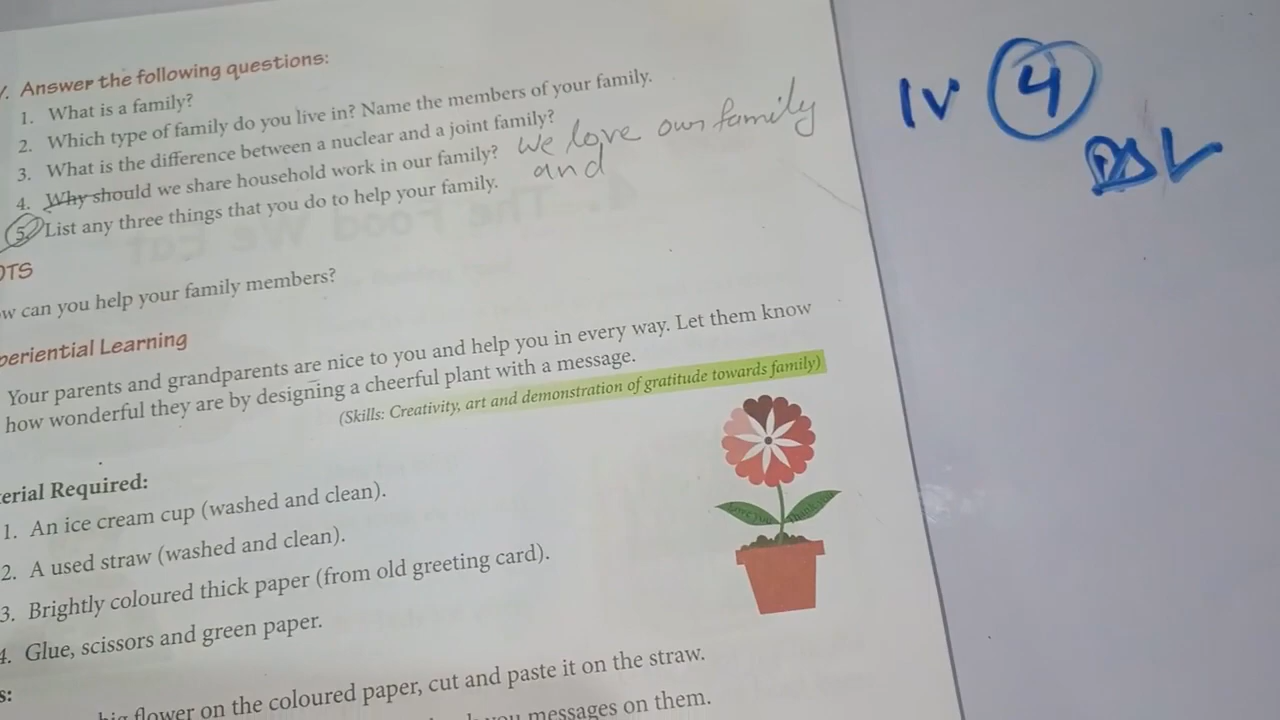 . Answer the following questions:
1. What is a family?
2. Which type of family do you live in? Name the members of your family.
3. What is the difference between a nuclear and a joint family?
4. Why should we share household work in our family? We love our family
and
5. List any three things that you do to help your family.
OTS
w can you help your family members?
periential Learning
Your parents and grandparents are nice to you and help you in every way. Let them know
how wonderful they are by designing a cheerful plant with a message.
(Skills: Creativity, art and demonstration of gratitude towards family)
erial Required:
1. An ice cream cup (washed and clean).
2. A used straw (washed and clean).
3. Brightly coloured thick paper (from old greeting card).
4. Glue, scissors and green paper.
s:
big flower on the coloured paper, cut and paste it on the straw.
you messages on them.
IV 4